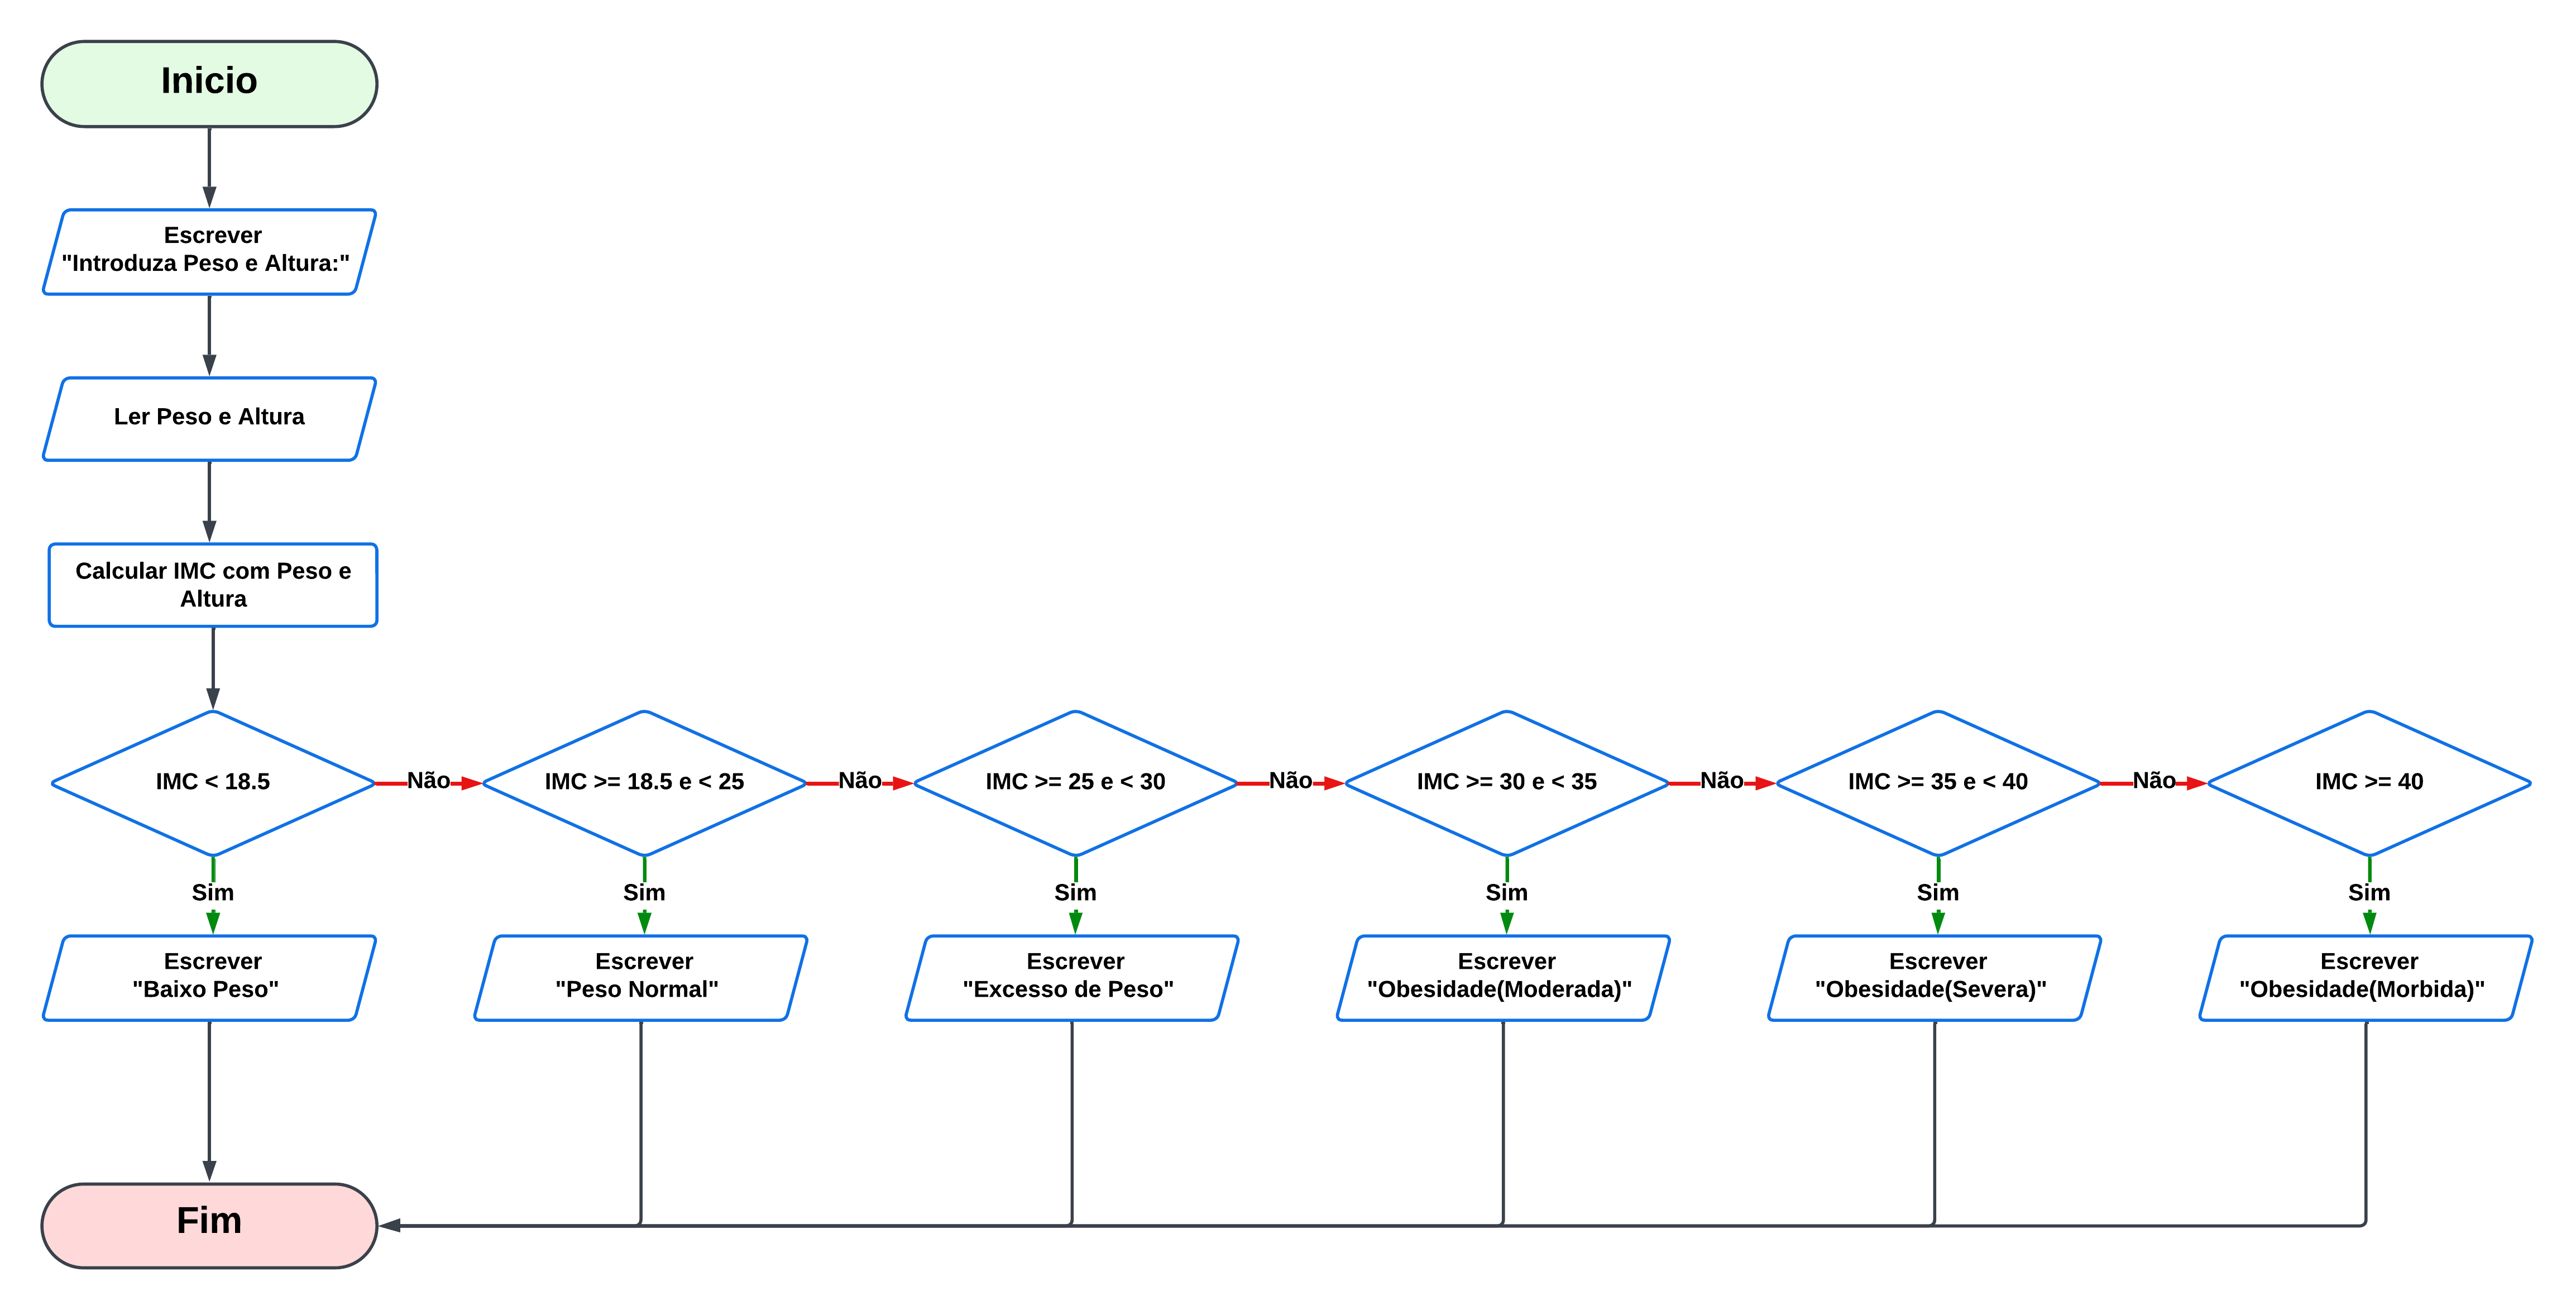 Inicio
Escrever
"Introduza Peso e Altura:"
Ler Peso e Altura
Calcular IMC com Peso e
Altura
IMC < 18.5
Não
IMC >= 18.5 e < 25
Não
IMC >= 25 e < 30
Não
IMC >= 30 e < 35
Não
IMC >= 35 e < 40
Não
IMC >= 40
Sim
Sim
Sim
Sim
Sim
Sim
Escrever
"Baixo Peso"
Escrever
"Peso Normal"
Escrever
"Excesso de Peso"
Escrever
"Obesidade(Moderada)"
Escrever
"Obesidade(Severa)"
Escrever
"Obesidade(Morbida)"
Fim